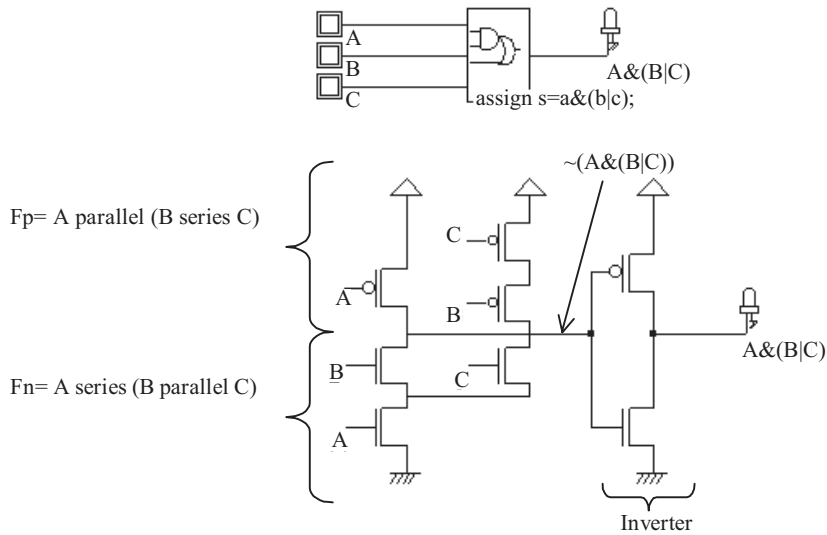 A
B
C
A&(B|C)
assign s=a&(b|c);
~(A&(B|C))
Fp= A parallel (B series C)
C
A
B
A&(B|C)
Fn= A series (B parallel C)
B
C
A
Inverter